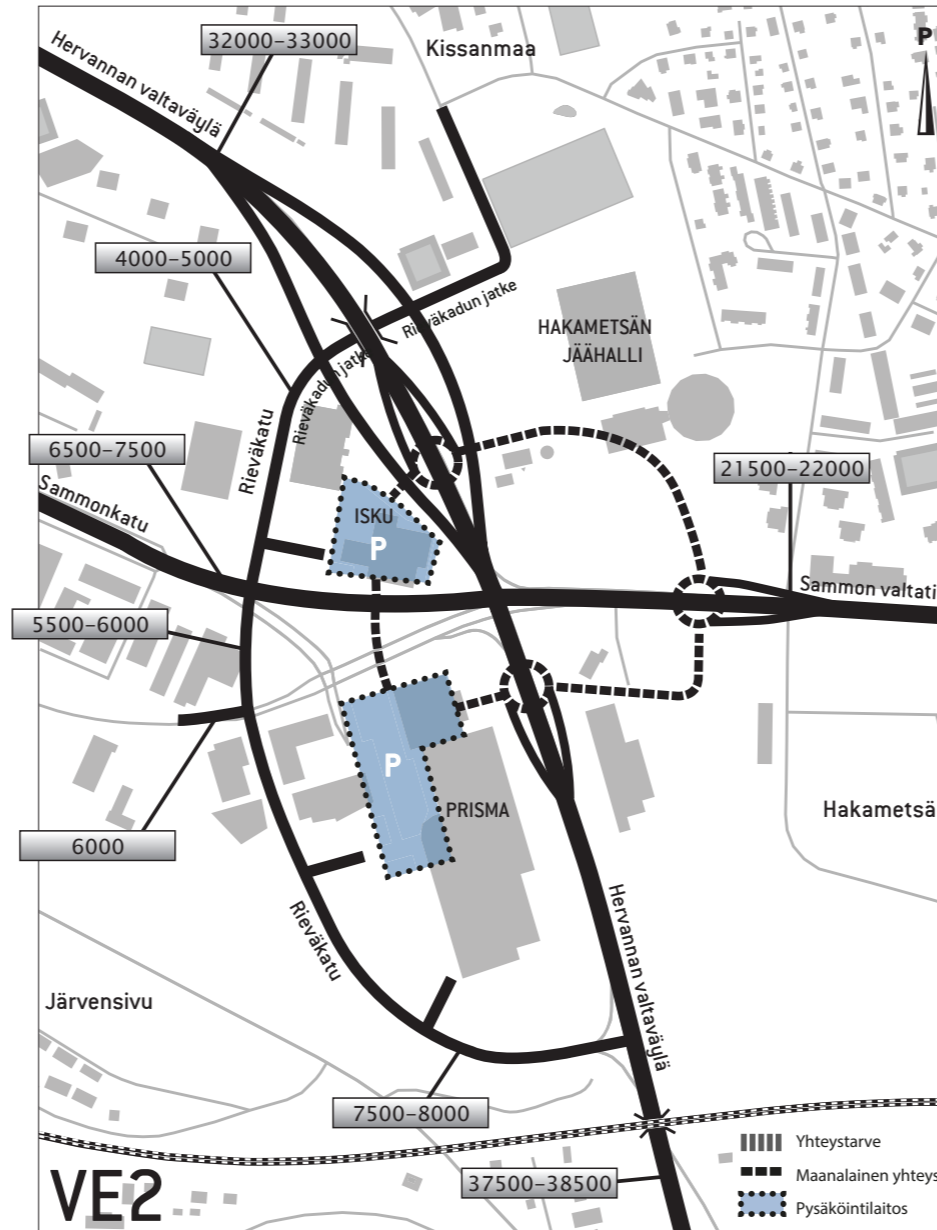 32000–33000
Kissanmaa
P
Hervannan valtaväylä
4000–5000
Rieväkadun jatke
Rieväkadun jatke
Rieväkadun jatke
HAKAMETSÄN
JÄÄHALLI
Rieväkatu
6500–7500
21500–22000
Sammonkatu
ISKU
P
Sammon valtati
5500–6000
P
PRISMA
Hakametsä
6000
Rieväkatu
Hervannan valtaväylä
Järvensivu
7500–8000
Yhteystarve
Maanalainen yhteys
Pysäköintilaitos
37500–38500
VE2